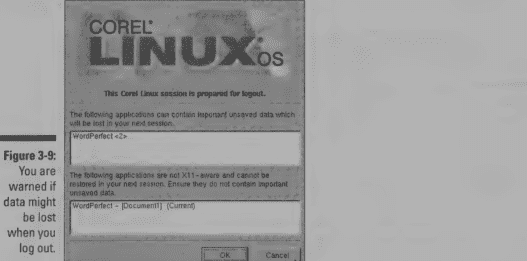 COREL
LINUX OS
This Corel Linux session is prepared for logout.
The following applications can contain important unsaved data which
will be lost in your next session.
WordPerfect <2>
The following applications are not X11-aware and cannot be
restored in your next session. Ensure they do not contain important
unsaved data.
WordPerfect - [Document1] (Current)
OK Cancel
Figure 3-9:
You are
warned if
data might
be lost
when you
log out.